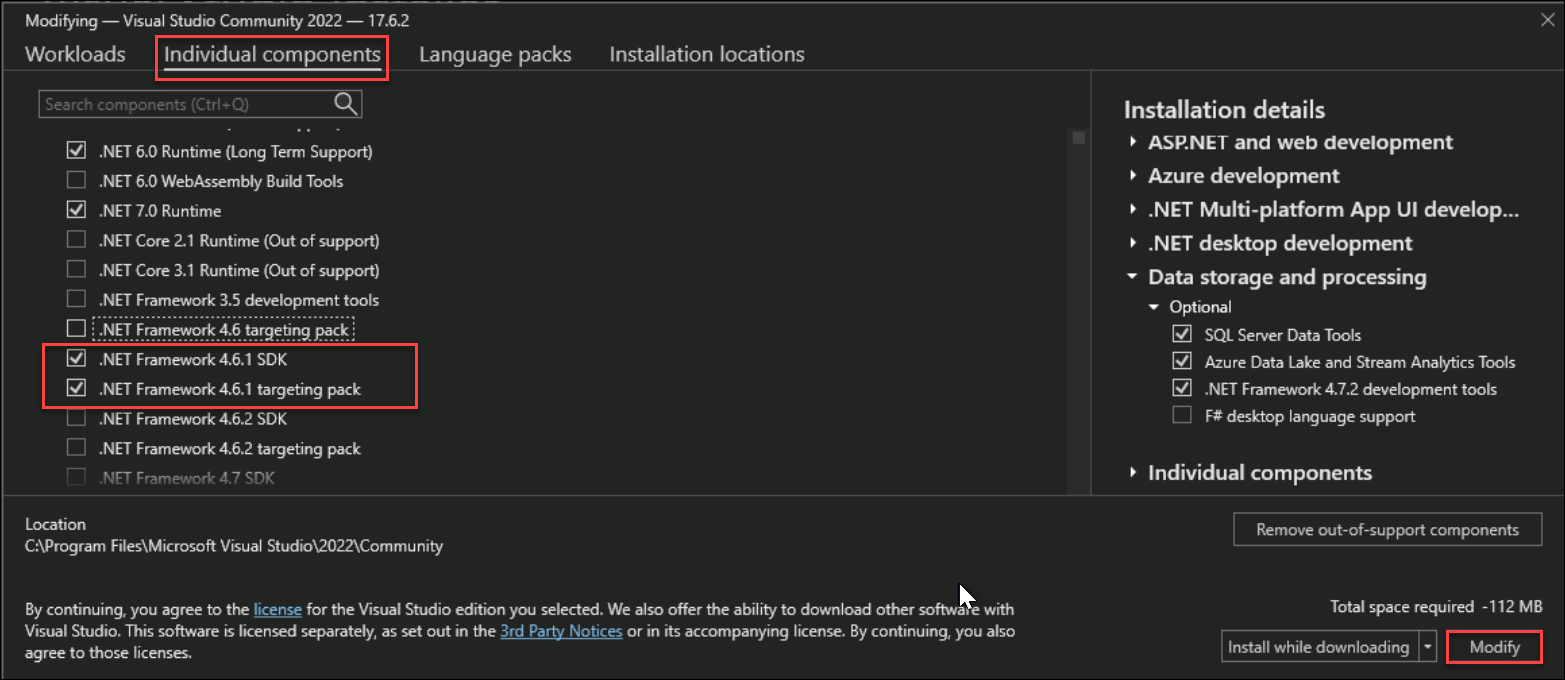 Modifying — Visual Studio Community 2022 — 17.6.2
Workloads
Individual components
Language packs
Installation locations
Search components (Ctrl+Q)
.NET 6.0 Runtime (Long Term Support)
.NET 6.0 WebAssembly Build Tools
.NET 7.0 Runtime
.NET Core 2.1 Runtime (Out of support)
.NET Core 3.1 Runtime (Out of support)
.NET Framework 3.5 development tools
.NET Framework 4.6 targeting pack
.NET Framework 4.6.1 SDK
.NET Framework 4.6.1 targeting pack
.NET Framework 4.6.2 SDK
.NET Framework 4.6.2 targeting pack
.NET Framework 4.7 SDK
Installation details
ASP.NET and web development
Azure development
.NET Multi-platform App UI develop...
.NET desktop development
Data storage and processing
Optional
SQL Server Data Tools
Azure Data Lake and Stream Analytics Tools
.NET Framework 4.7.2 development tools
F# desktop language support
Individual components
Location
C:\Program Files\Microsoft Visual Studio\2022\Community
Remove out-of-support components
By continuing, you agree to the license for the Visual Studio edition you selected. We also offer the ability to download other software with
Visual Studio. This software is licensed separately, as set out in the 3rd Party Notices or in its accompanying license. By continuing, you also
agree to those licenses.
Total space required -112 MB
Install while downloading
Modify